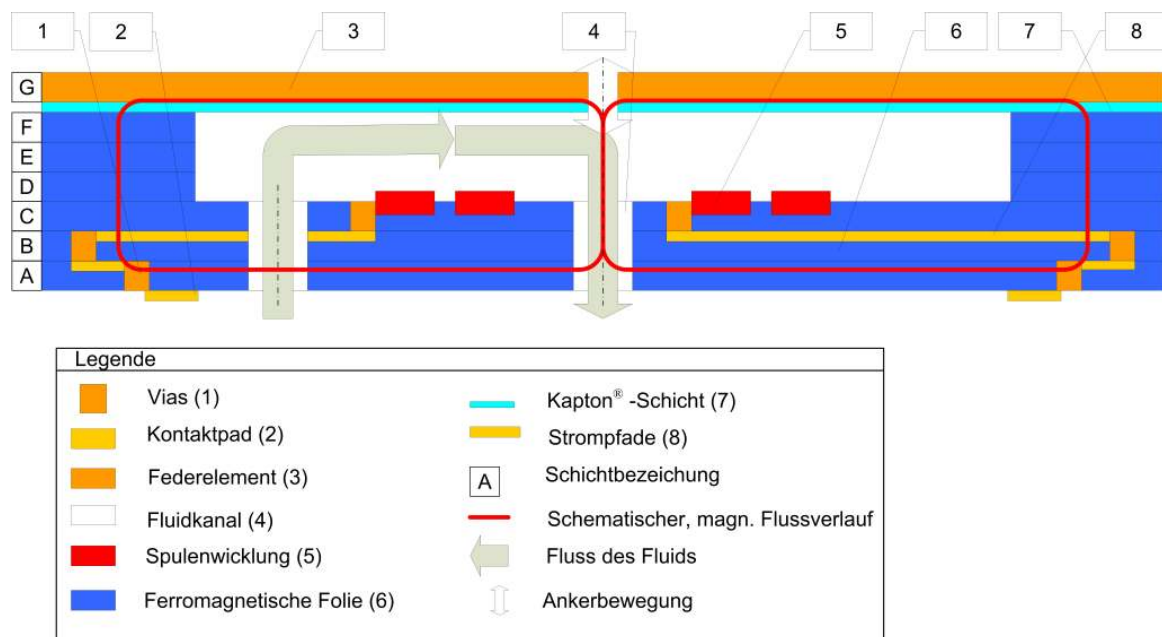 1 2 3 4 5 6 7 8
G
F
E
D
C
B
A
Legende
Vias (1)
Kontaktpad (2)
Federelement (3)
Fluidkanal (4)
Spulenwicklung (5)
Ferromagnetische Folie (6)
Kapton® -Schicht (7)
Strompfade (8)
A Schichtbezeichung
Schematischer, magn. Flussverlauf
Fluss des Fluids
Ankerbewegung